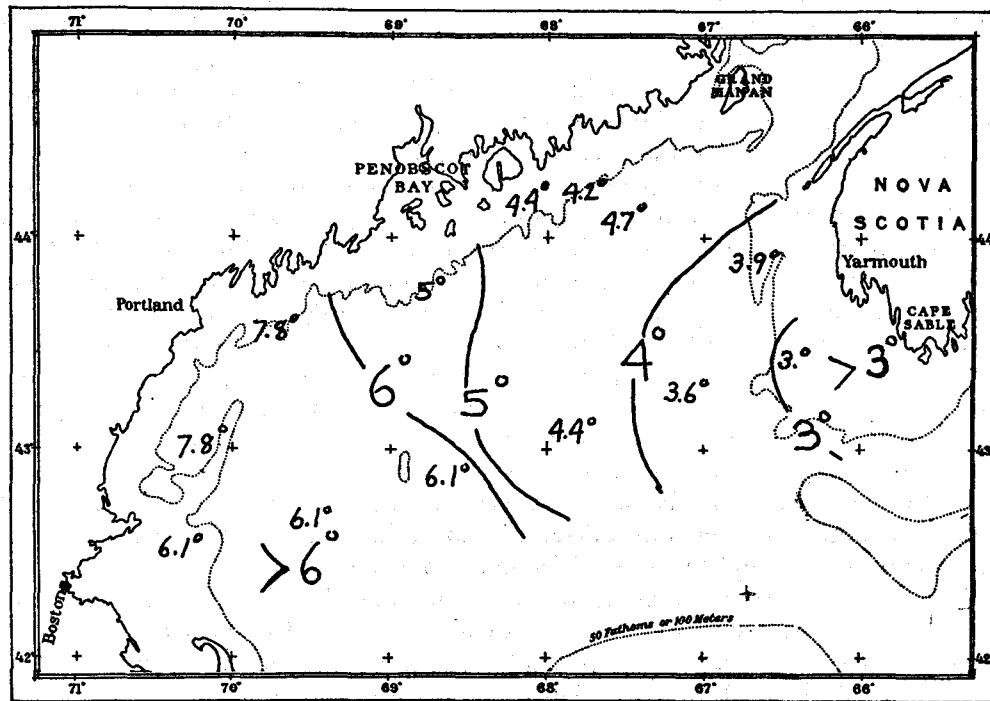 71° 70° 69° 68° 67° 66°
GRAND
MANAN
PENOBSCOT
BAY
4.4° 4.2°
4.7°
NOVA
SCOTIA
44° 44°
3.9°
Yarmouth
5°
Portland
7.8°
CAPE
SABLE
4°
3.° > 3°
6° 5°
3.6°
4.4°
7.8°
3°
43° 43°
6.1°
6.1°
6.1°
> 6°
Boston
50 Fathoms or 100 Meters
42° 42°
71° 70° 69° 68° 67° 66°